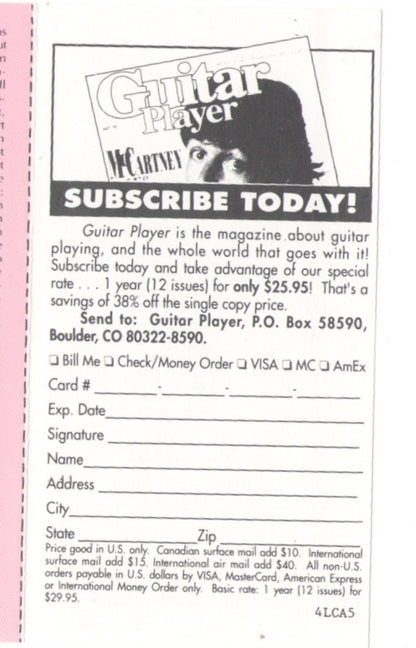 Guitar
Player
McCARTNEY
SUBSCRIBE TODAY!
Guitar Player is the magazine about guitar
playing, and the whole world that goes with it!
Subscribe today and take advantage of our special
rate . . . 1 year (12 issues) for only $25.95! That's a
savings of 38% off the single copy price.
Send to: Guitar Player, P.O. Box 58590,
Boulder, CO 80322-8590.
❏ Bill Me ❏ Check/Money Order ❏ VISA ❏ MC ❏ AmEx
Card # - - -
Exp. Date
Signature
Name
Address
City
State Zip
Price good in U.S. only. Canadian surface mail add $10. International
surface mail add $15. International air mail add $40. All non-U.S.
orders payable in U.S. dollars by VISA, MasterCard, American Express
or International Money Order only. Basic rate: 1 year (12 issues) for
$29.95.
4LCA5